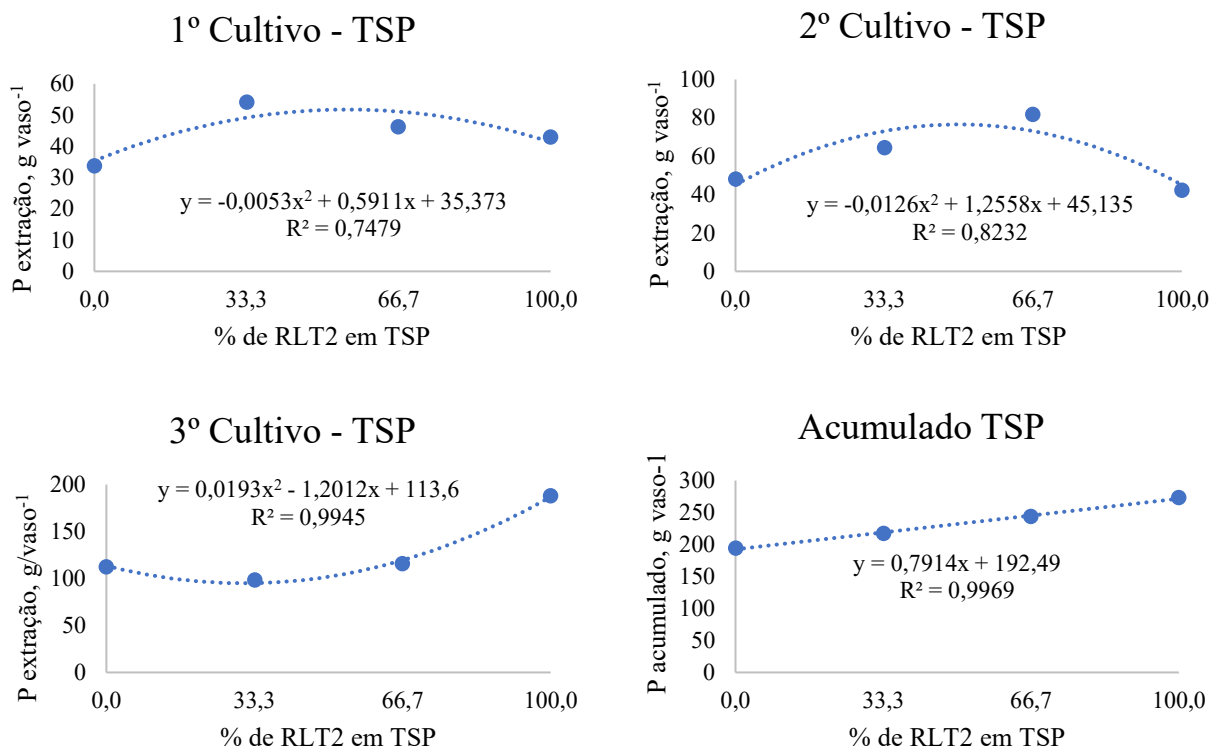 1º Cultivo - TSP
P extração, g vaso-1
60
50
40
30
20
10
0
y = -0,0053x² + 0,5911x + 35,373
R² = 0,7479
0,0 33,3 66,7 100,0
% de RLT2 em TSP
2º Cultivo - TSP
P extração, g vaso-1
100
80
60
40
20
0
y = -0,0126x² + 1,2558x + 45,135
R² = 0,8232
0,0 33,3 66,7 100,0
% de RLT2 em TSP
3º Cultivo - TSP
P extração, g/vaso-1
200
150
100
50
0
y = 0,0193x² - 1,2012x + 113,6
R² = 0,9945
0,0 33,3 66,7 100,0
% de RLT2 em TSP
Acumulado TSP
P acumulado, g vaso-1
300
250
200
150
100
50
0
y = 0,7914x + 192,49
R² = 0,9969
0,0 33,3 66,7 100,0
% de RLT2 em TSP